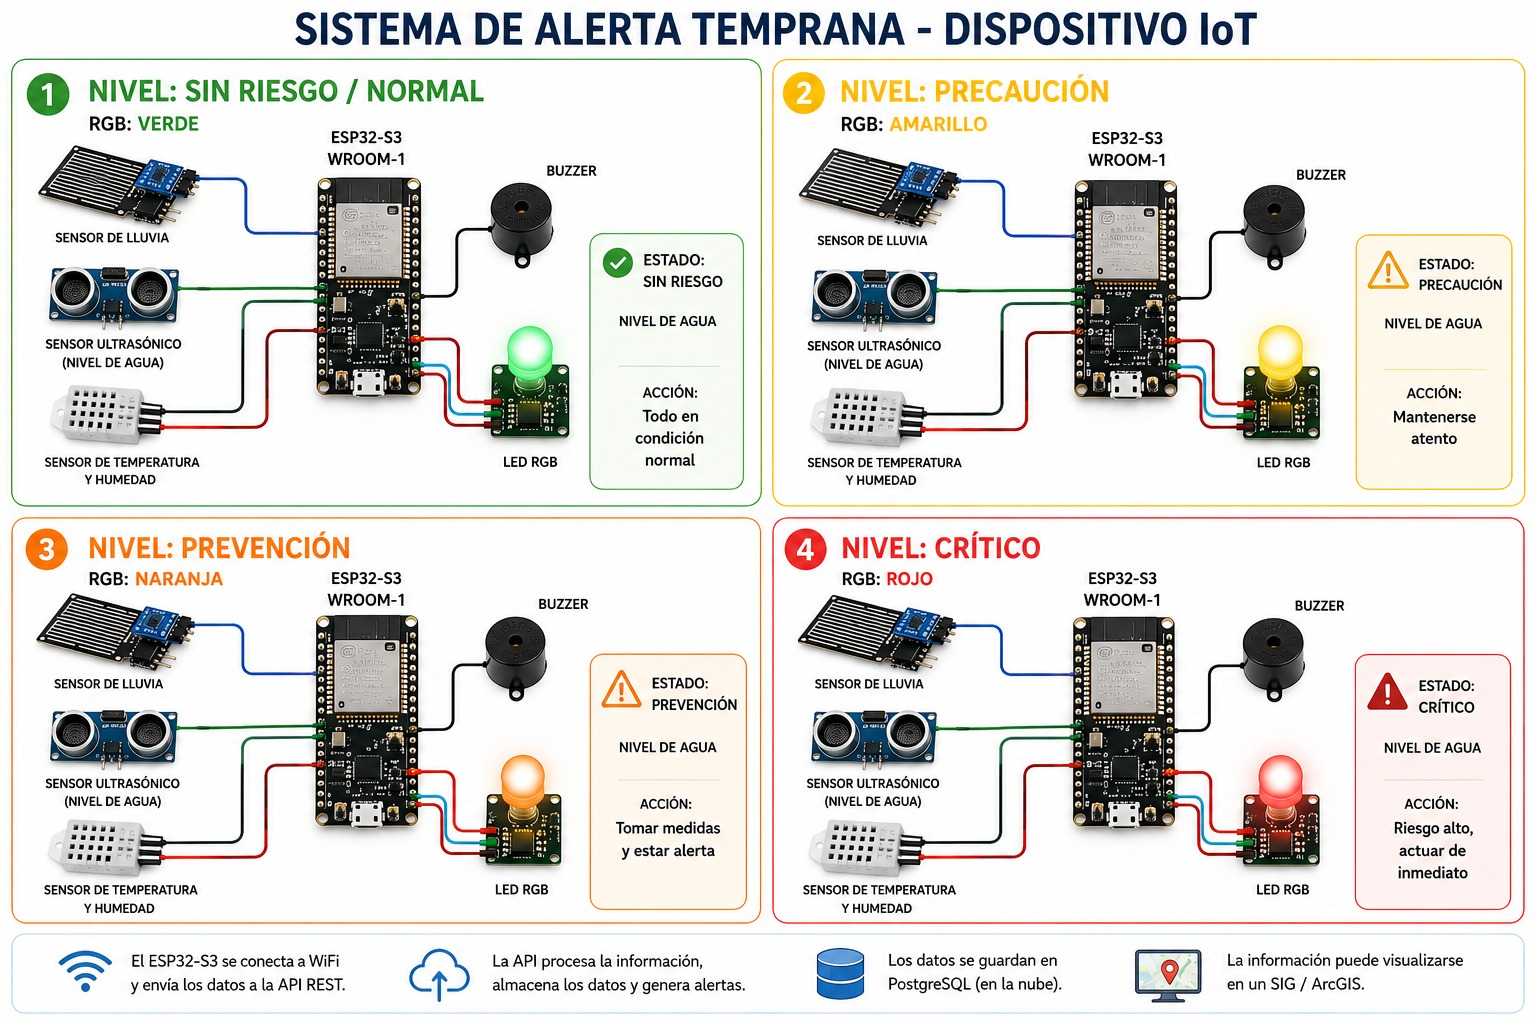 SISTEMA DE ALERTA TEMPRANA - DISPOSITIVO IoT
1
NIVEL: SIN RIESGO / NORMAL
RGB: VERDE
ESP32-S3
WROOM-1
BUZZER
SENSOR DE LLUVIA
SENSOR ULTRASÓNICO
(NIVEL DE AGUA)
SENSOR DE TEMPERATURA
Y HUMEDAD
LED RGB
ESTADO:
SIN RIESGO
NIVEL DE AGUA
ACCIÓN:
Todo en
condición
normal
2
NIVEL: PRECAUCIÓN
RGB: AMARILLO
ESP32-S3
WROOM-1
BUZZER
SENSOR DE LLUVIA
SENSOR ULTRASÓNICO
(NIVEL DE AGUA)
SENSOR DE TEMPERATURA
Y HUMEDAD
LED RGB
ESTADO:
PRECAUCIÓN
NIVEL DE AGUA
ACCIÓN:
Mantenerse
atento
3
NIVEL: PREVENCIÓN
RGB: NARANJA
ESP32-S3
WROOM-1
BUZZER
SENSOR DE LLUVIA
SENSOR ULTRASÓNICO
(NIVEL DE AGUA)
SENSOR DE TEMPERATURA
Y HUMEDAD
LED RGB
ESTADO:
PREVENCIÓN
NIVEL DE AGUA
ACCIÓN:
Tomar medidas
y estar alerta
4
NIVEL: CRÍTICO
RGB: ROJO
ESP32-S3
WROOM-1
BUZZER
SENSOR DE LLUVIA
SENSOR ULTRASÓNICO
(NIVEL DE AGUA)
SENSOR DE TEMPERATURA
Y HUMEDAD
LED RGB
ESTADO:
CRÍTICO
NIVEL DE AGUA
ACCIÓN:
Riesgo alto,
actuar de
inmediato
El ESP32-S3 se conecta a WiFi
y envía los datos a la API REST.
La API procesa la información,
almacena los datos y genera alertas.
Los datos se guardan en
PostgreSQL (en la nube).
La información puede visualizarse
en un SIG / ArcGIS.